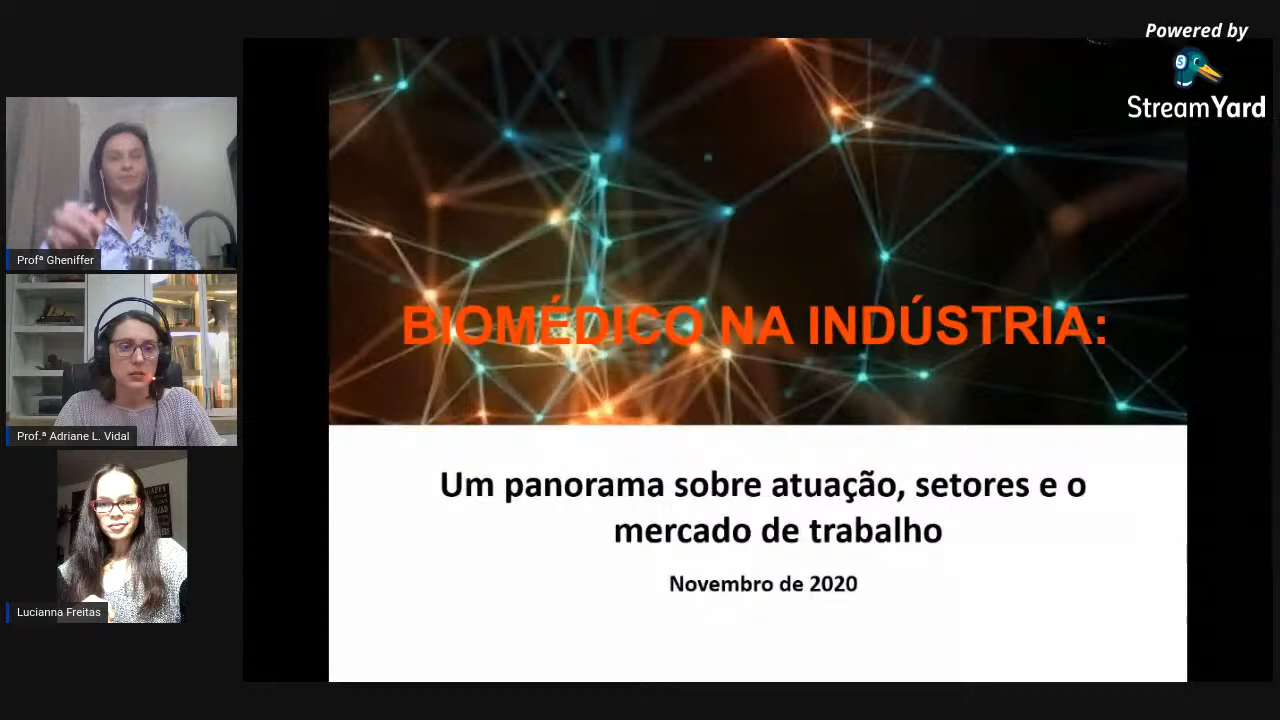 Powered by
StreamYard
Profª Gheniffer
Prof.ª Adriane L. Vidal
Lucianna Freitas
BIOMÉDICO NA INDÚSTRIA:
Um panorama sobre atuação, setores e o
mercado de trabalho
Novembro de 2020